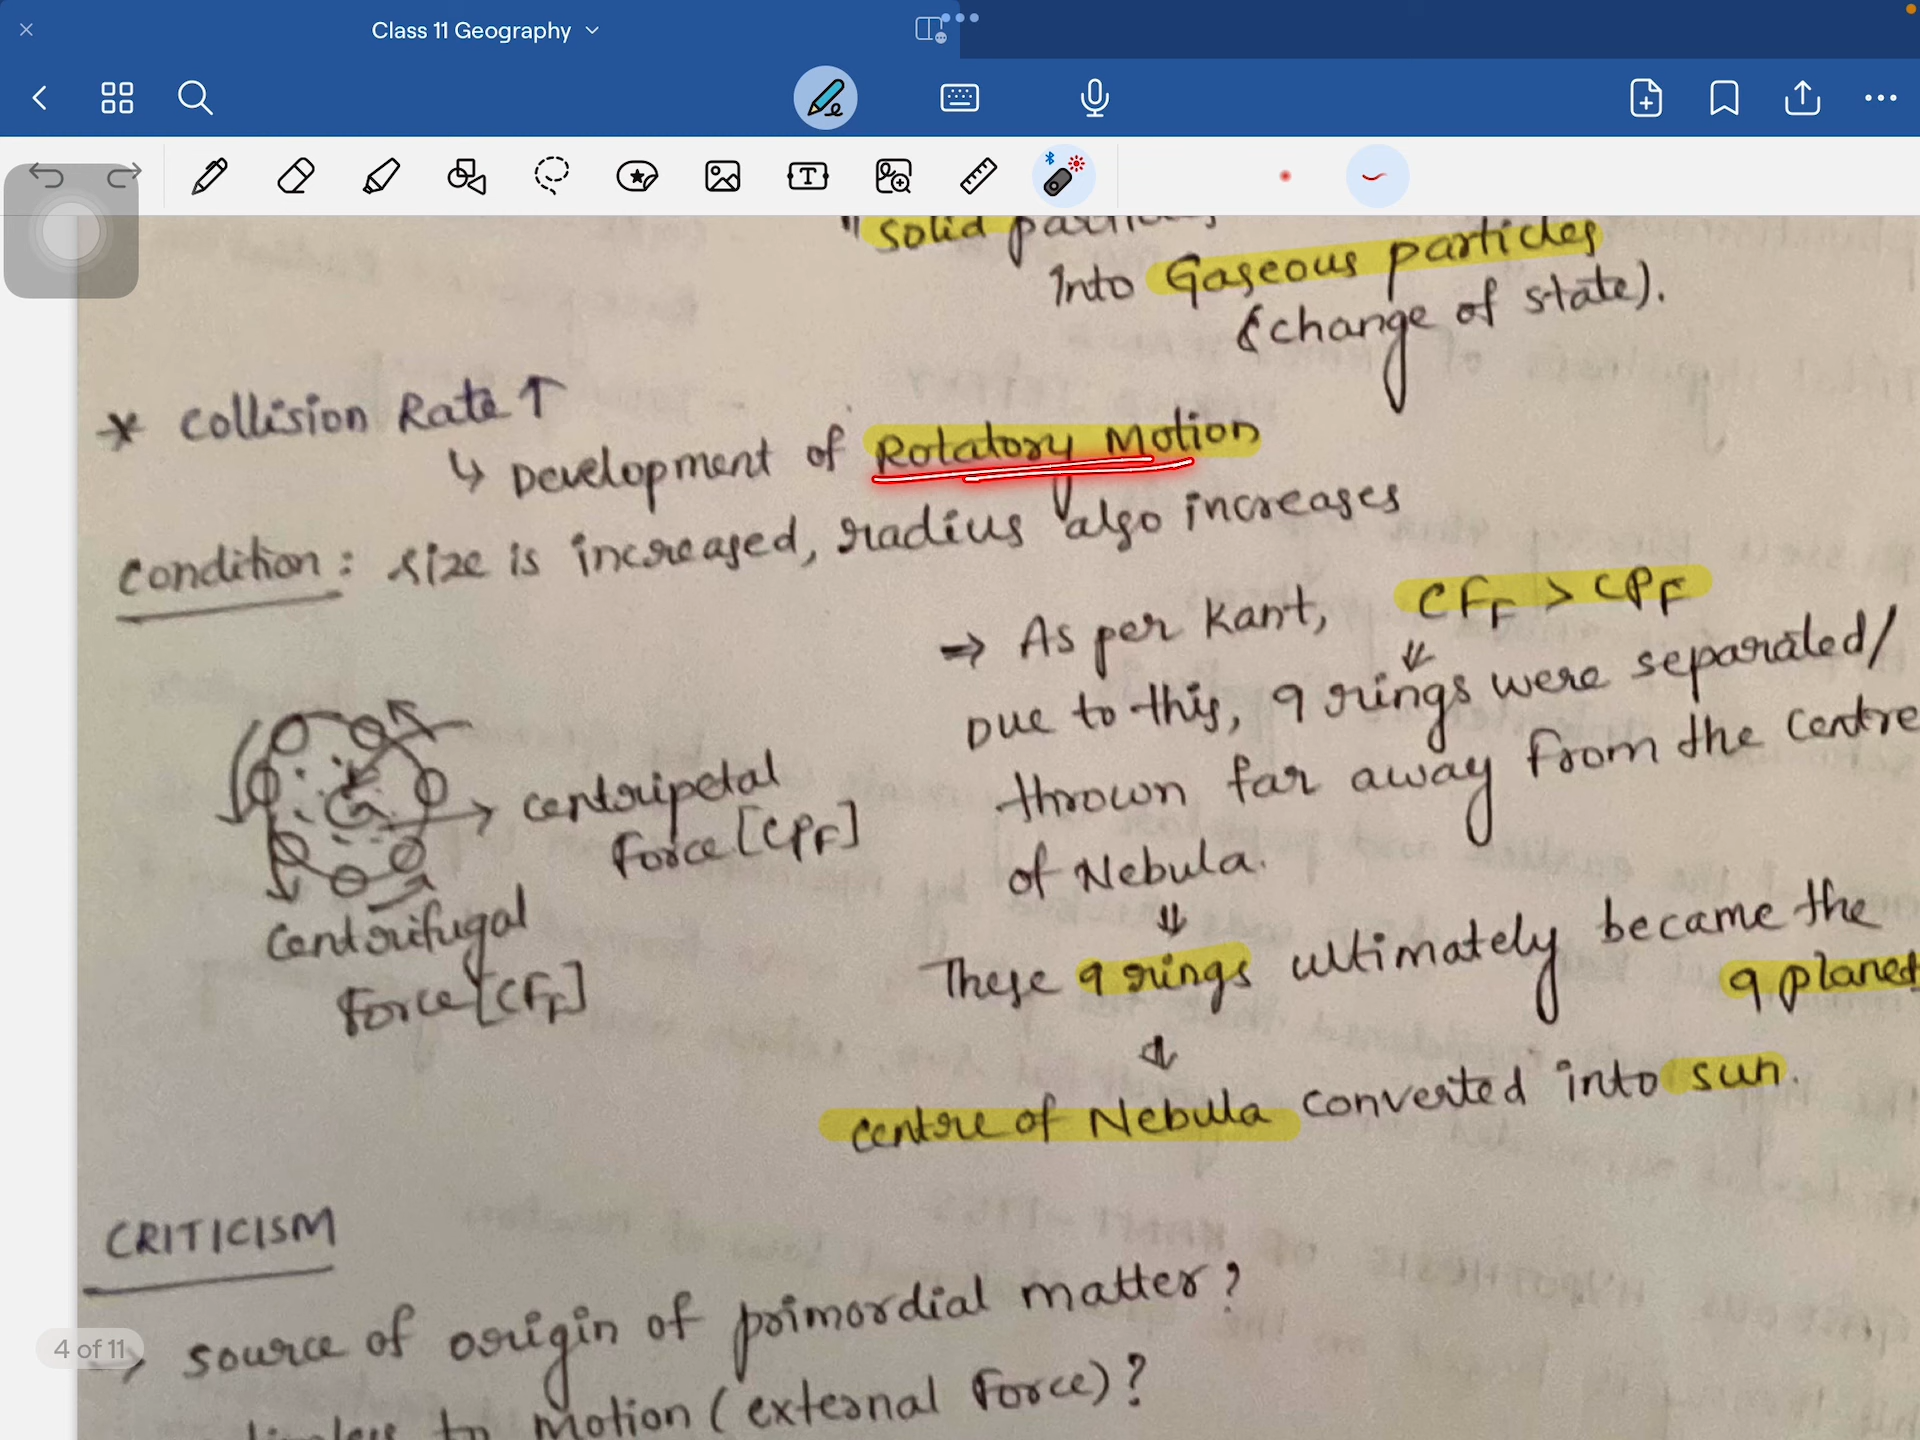 Class 11 Geography
solid
Into Gaseous particles
(change of state).
* Collision Rate ↑
↳ Development of Rotatory Motion
Condition: size is increased, radius also increases
→ As per Kant, CFF > CPF
Due to this, 9 rings were separated/
thrown far away from the Centre
of Nebula.
These 9 rings ultimately became the
9 planet
centre of Nebula converted into sun.
centripetal
Force [CPF]
Centrifugal
Force [CFF]
CRITICISM
→ source of origin of primordial matter?
to motion (external Force)?
4 of 11